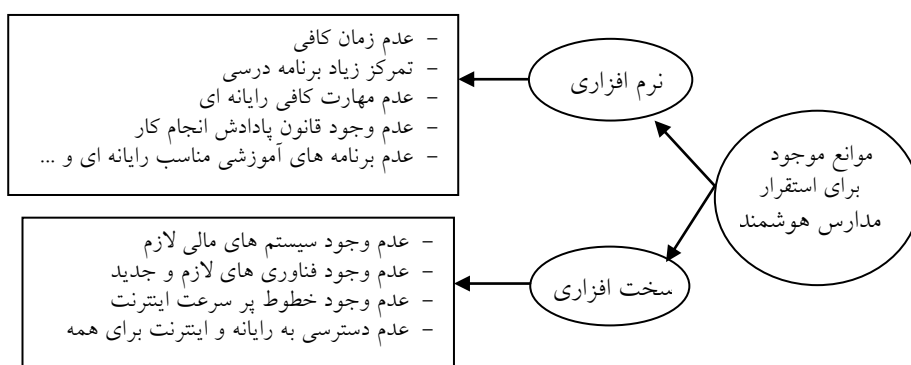 موانع موجود
برای استقرار
مدارس هوشمند
نرم افزاری
- عدم زمان کافی
- تمرکز زیاد برنامه درسی
- عدم مهارت کافی رایانه ای
- عدم وجود قانون پادادش انجام کار
- عدم برنامه های آموزشی مناسب رایانه ای و ...
سخت افزاری
- عدم وجود سیستم های مالی لازم
- عدم وجود فناوری های لازم و جدید
- عدم وجود خطوط پر سرعت اینترنت
- عدم دسترسی به رایانه و اینترنت برای همه